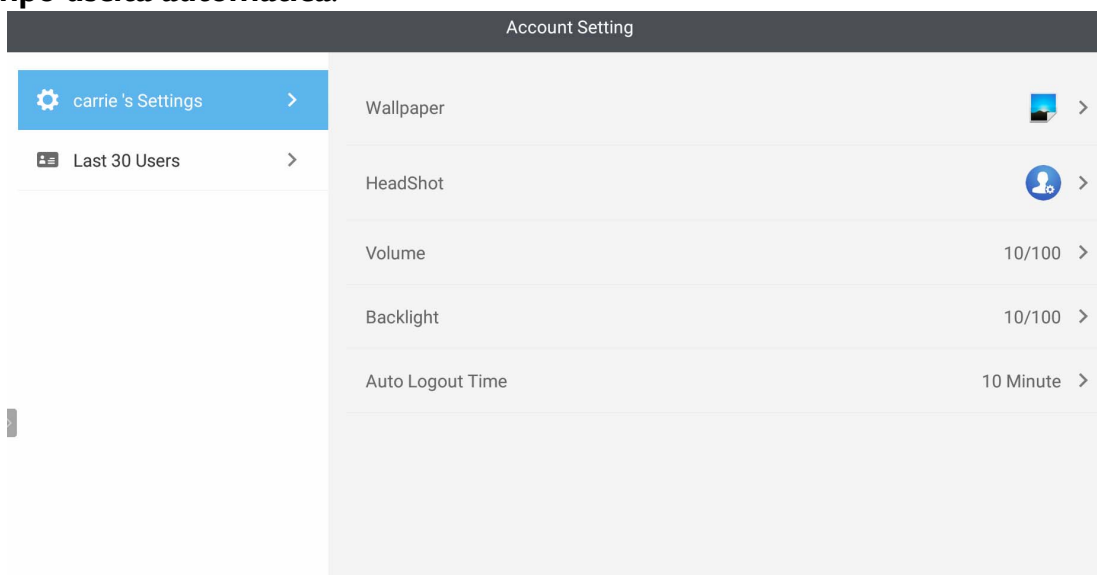 Account Setting
carrie 's Settings
Last 30 Users
Wallpaper
HeadShot
Volume 10/100
Backlight 10/100
Auto Logout Time 10 Minute